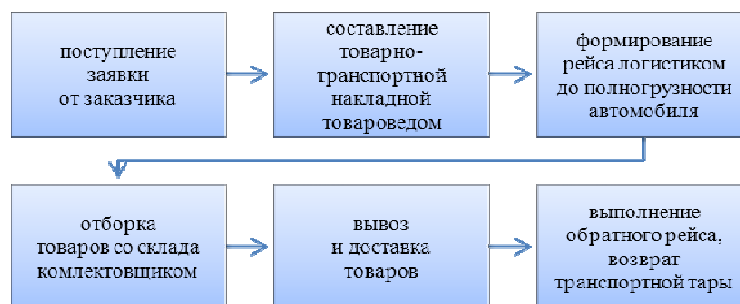 поступление
заявки
от заказчика
составление
товарно-
транспортной
накладной
товароведом
формирование
рейса логистиком
до полногрузности
автомобиля
отборка
товаров со склада
комлектовщиком
вывоз
и доставка
товаров
выполнение
обратного рейса,
возврат
транспортной тары